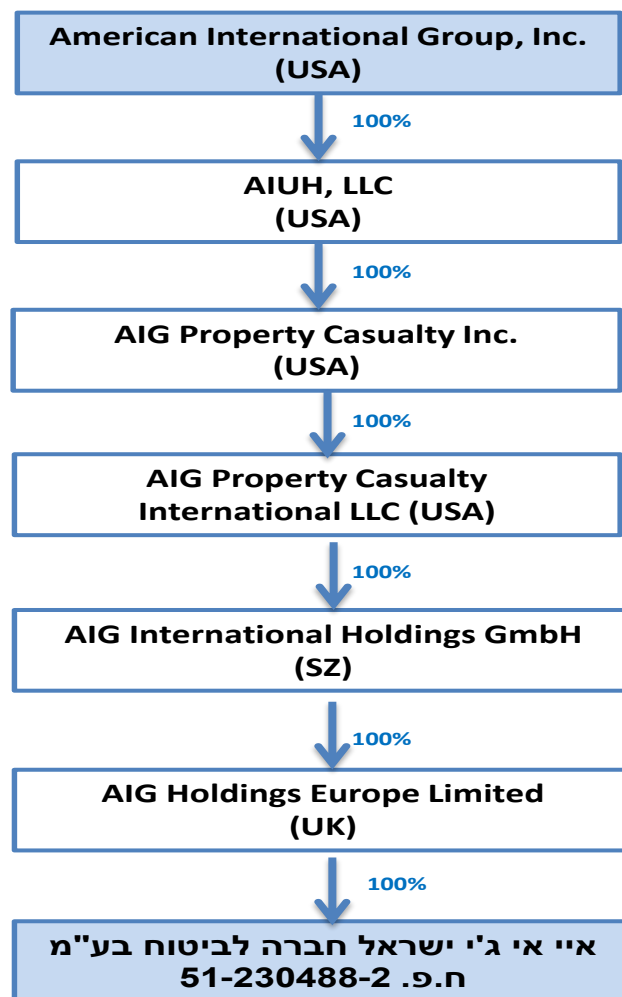 American International Group, Inc.
(USA)
100%
AIUH, LLC
(USA)
100%
AIG Property Casualty Inc.
(USA)
100%
AIG Property Casualty
International LLC (USA)
100%
AIG International Holdings GmbH
(SZ)
100%
AIG Holdings Europe Limited
(UK)
100%
איי אי ג'י ישראל חברה לביטוח בע"מ
ח.פ. 51-230488-2